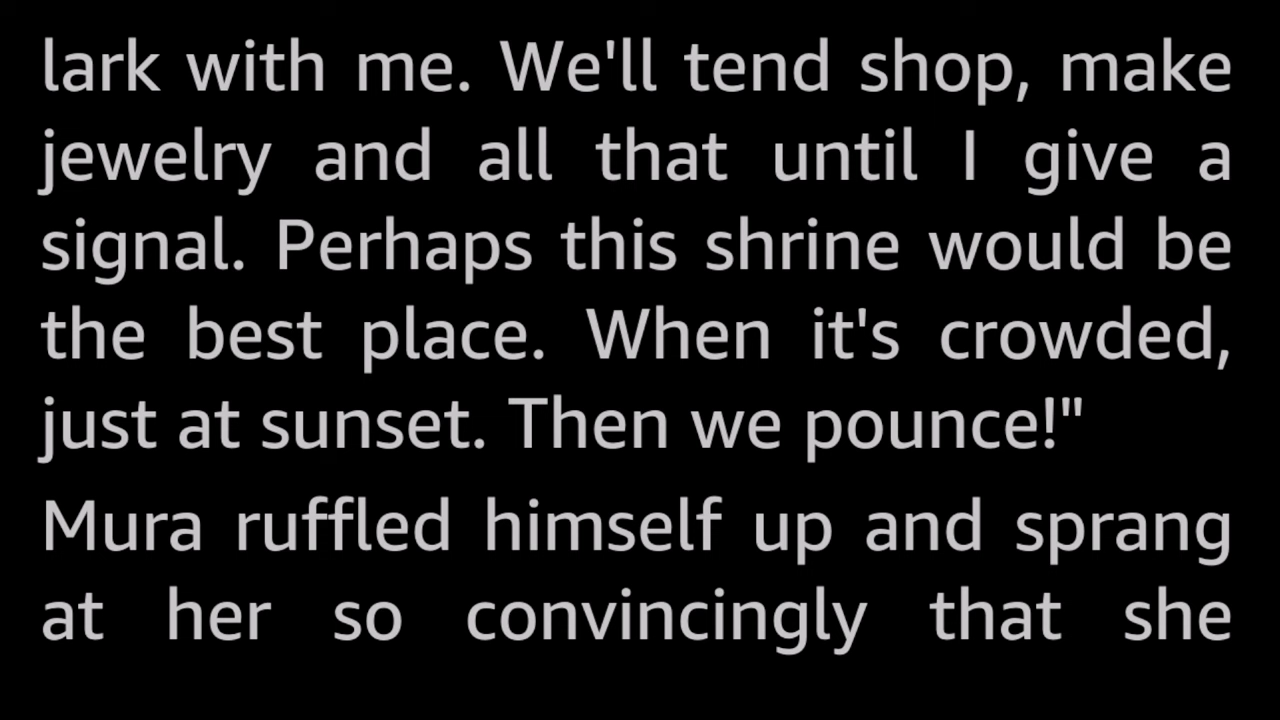 lark with me. We'll tend shop, make
jewelry and all that until I give a
signal. Perhaps this shrine would be
the best place. When it's crowded,
just at sunset. Then we pounce!"
Mura ruffled himself up and sprang
at her so convincingly that she